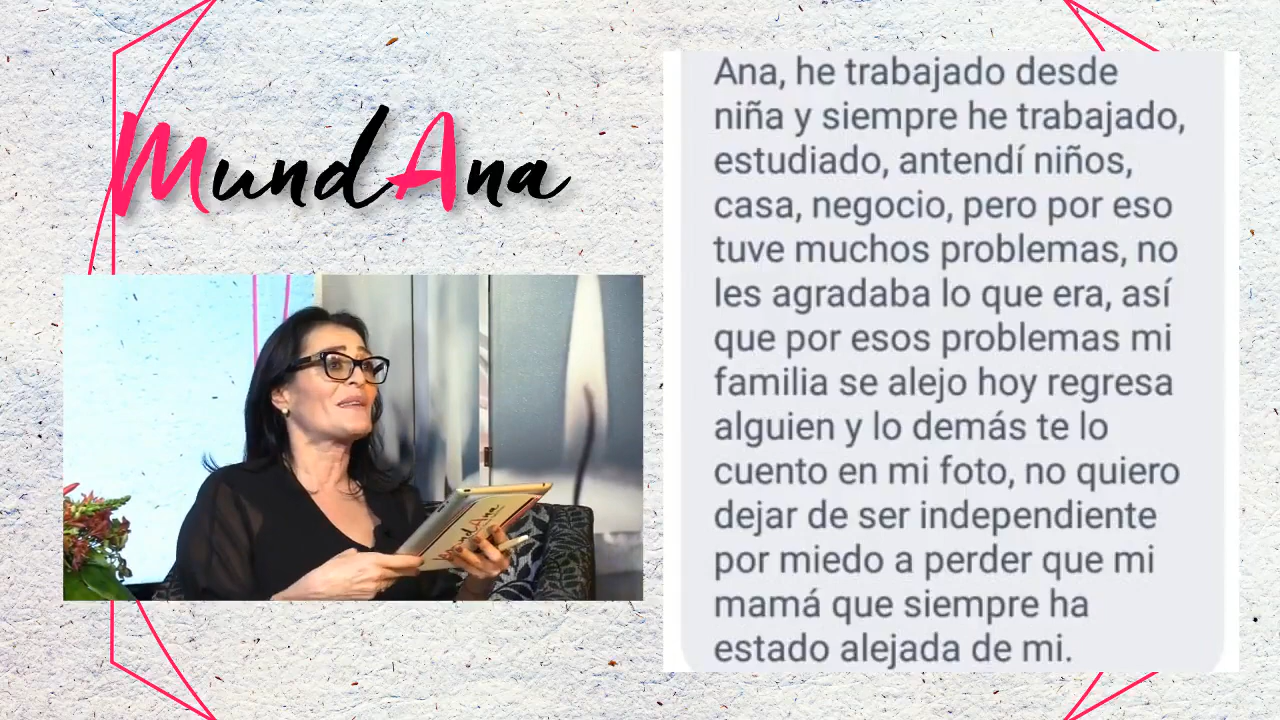 MundAna
Ana, he trabajado desde
niña y siempre he trabajado,
estudiado, antendí niños,
casa, negocio, pero por eso
tuve muchos problemas, no
les agradaba lo que era, así
que por esos problemas mi
familia se alejo hoy regresa
alguien y lo demás te lo
cuento en mi foto, no quiero
dejar de ser independiente
por miedo a perder que mi
mamá que siempre ha
estado alejada de mi.
MundAna